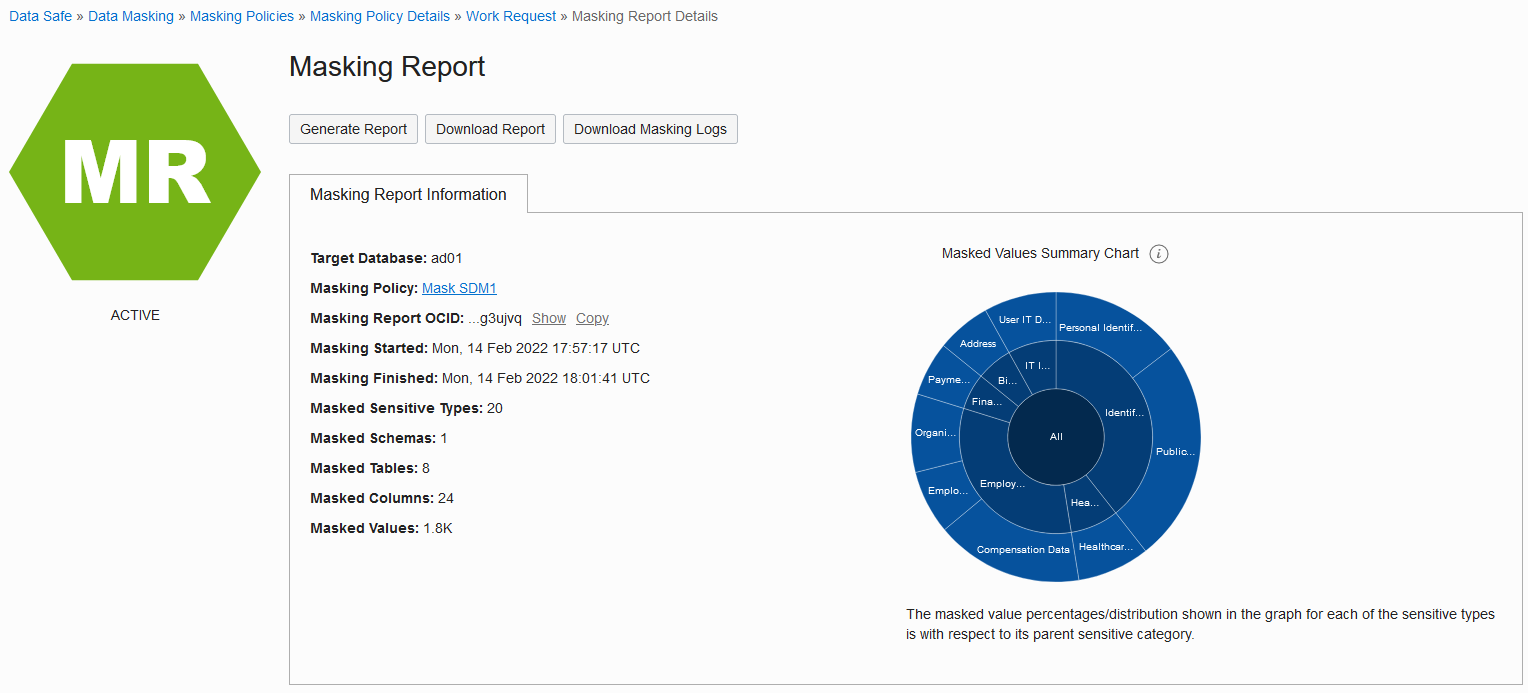 Data Safe » Data Masking » Masking Policies » Masking Policy Details » Work Request » Masking Report Details
MR
ACTIVE
Masking Report
Generate Report Download Report Download Masking Logs
Masking Report Information
Target Database: ad01
Masking Policy: Mask SDM1
Masking Report OCID: ...g3ujvq Show Copy
Masking Started: Mon, 14 Feb 2022 17:57:17 UTC
Masking Finished: Mon, 14 Feb 2022 18:01:41 UTC
Masked Sensitive Types: 20
Masked Schemas: 1
Masked Tables: 8
Masked Columns: 24
Masked Values: 1.8K
Masked Values Summary Chart i
User IT D...
Personal Identif...
Address
IT I...
Bi...
Payme...
Fina...
Identif...
Organi...
All
Public...
Employ...
Emplo...
Hea...
Compensation Data
Healthcar...
The masked value percentages/distribution shown in the graph for each of the sensitive types
is with respect to its parent sensitive category.